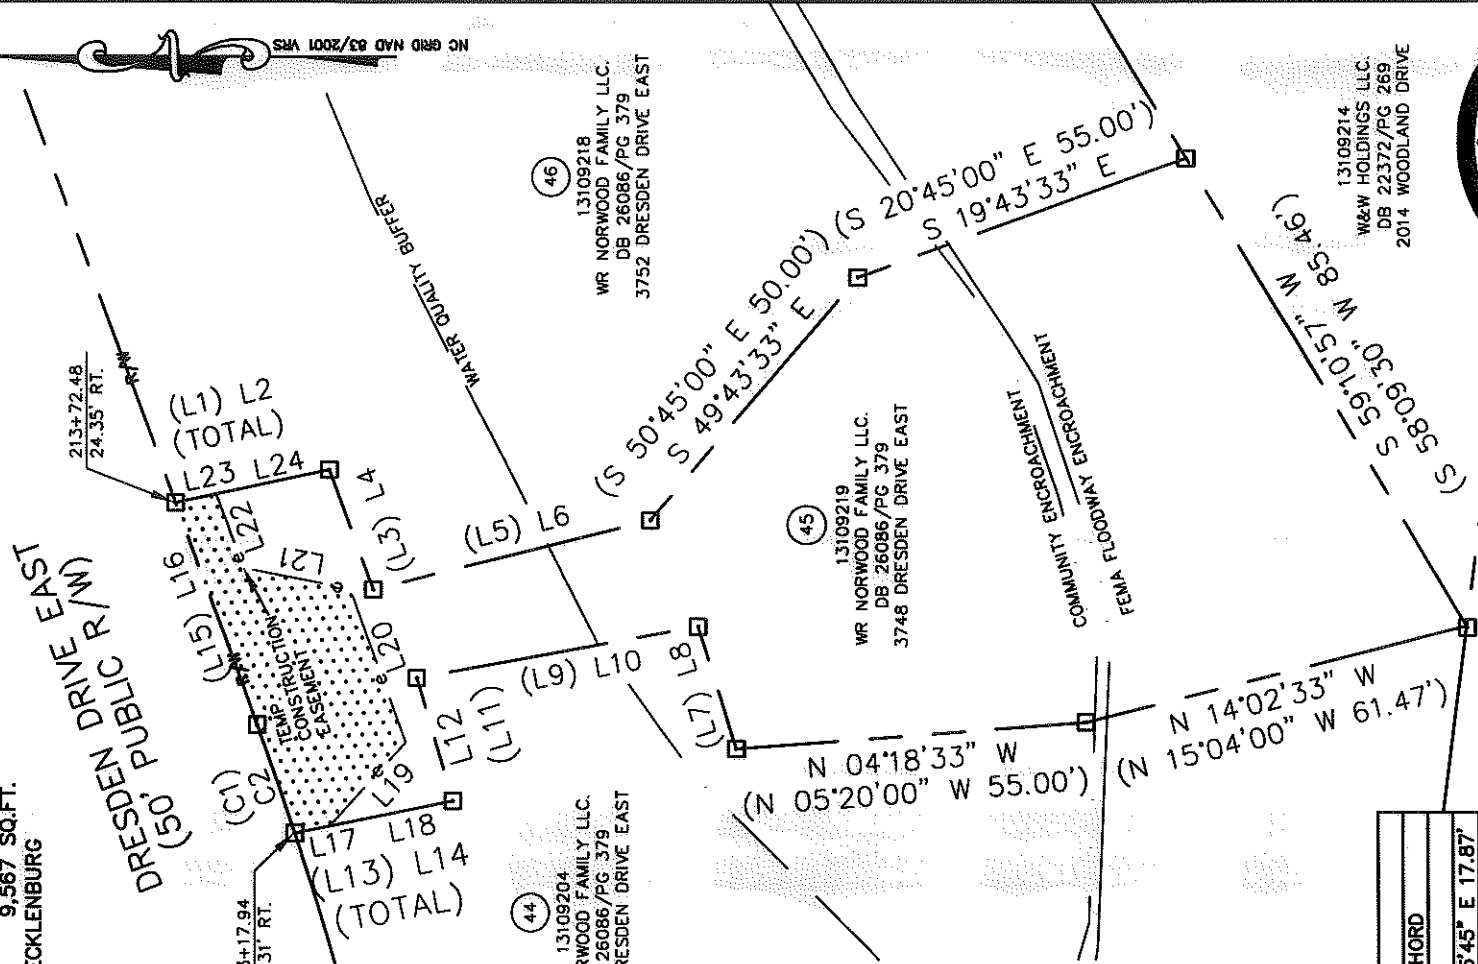 9,567 SQ.FT.
ECKLENBURG
NC GRID NAD 83/2001 VRS
DRESDEN DRIVE EAST
(50' PUBLIC R/W)
213+72.48
24.35' RT.
R/W
(L1) L2
(TOTAL)
L23 L24
L22
L21
(L15) L16
R/W
(L3) L4
(L5) L6
L20
TEMP
CONSTRUCTION
EASEMENT
(C1)
C2
L19
L12
(L11)
(L9) L10
(L7) L8
L17 L18
(L13) L14
(TOTAL)
+17.94
31' RT.
WATER QUALITY BUFFER
46
13109218
WR NORWOOD FAMILY LLC.
DB 26086/PG 379
3752 DRESDEN DRIVE EAST
(S 50°45'00" E 50.00')
S 49°43'33" E
(S 20°45'00" E 55.00')
S 19°43'33" E
45
13109219
WR NORWOOD FAMILY LLC.
DB 26086/PG 379
3748 DRESDEN DRIVE EAST
COMMUNITY ENCROACHMENT
FEMA FLOODWAY ENCROACHMENT
13109214
W&W HOLDINGS LLC.
DB 22372/PG 269
2014 WOODLAND DRIVE
S 59°10'57" W
(S 58°09'30" W 85.46')
N 14°02'33" W
(N 15°04'00" W 61.47')
N 04°18'33" W
(N 05°20'00" W 55.00')
44
13109204
RWOOD FAMILY LLC.
26086/PG 379
RESDEN DRIVE EAST
HORD
5'45" E 17.87'